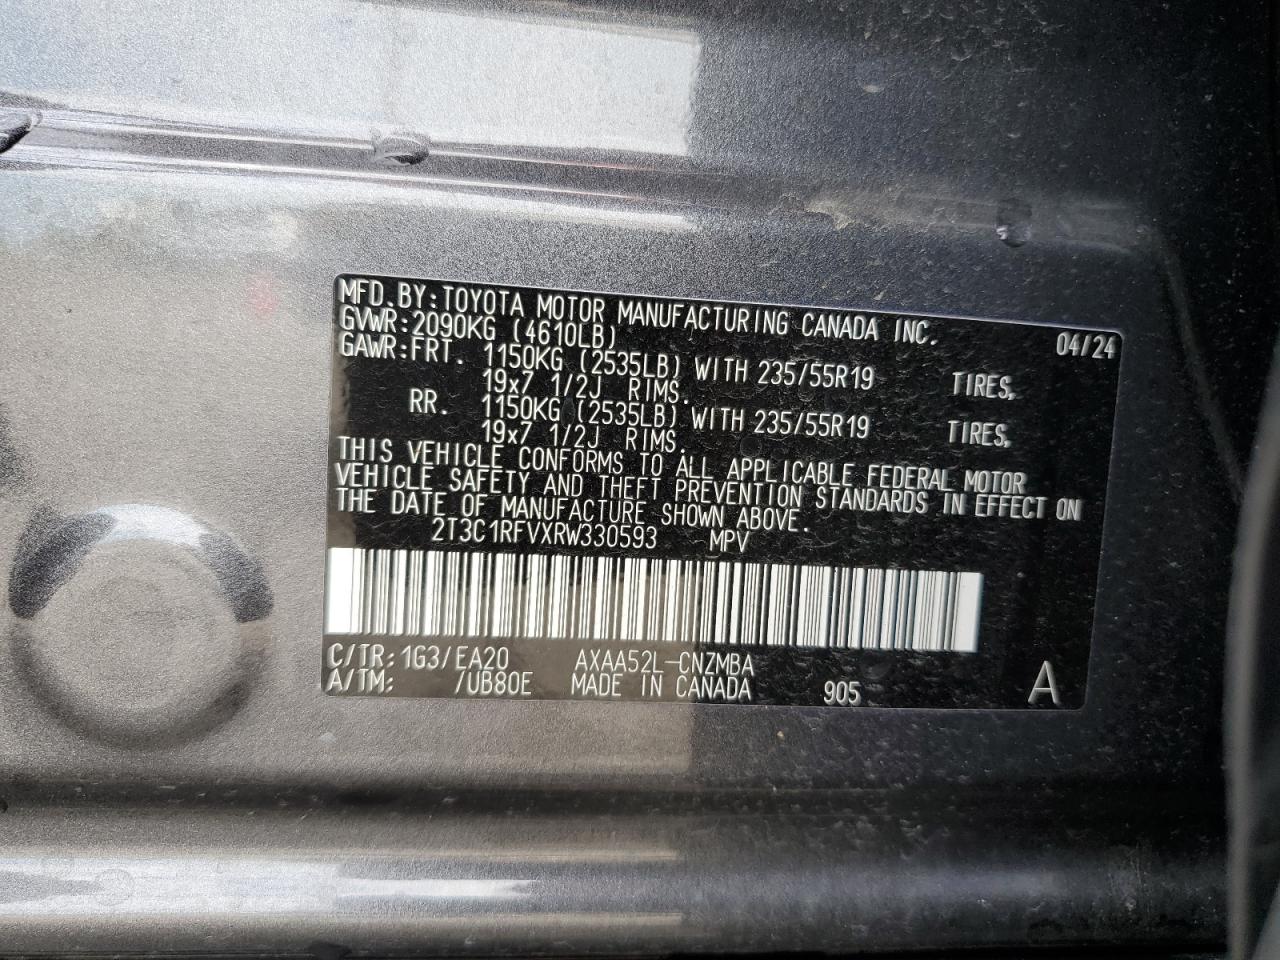 MFD.BY:TOYOTA MOTOR MANUFACTURING CANADA INC. 04/24
GVWR:2090KG (4610LB)
GAWR:FRT. 1150KG (2535LB) WITH 235/55R19 TIRES,
19x7 1/2J RIMS.
RR. 1150KG (2535LB) WITH 235/55R19 TIRES,
19x7 1/2J RIMS.
THIS VEHICLE CONFORMS TO ALL APPLICABLE FEDERAL MOTOR
VEHICLE SAFETY AND THEFT PREVENTION STANDARDS IN EFFECT ON
THE DATE OF MANUFACTURE SHOWN ABOVE.
2T3C1RFVXRW330593 MPV
C/TR:1G3/EA20 AXAA52L-CNZMBA
A/TM: /UB80E MADE IN CANADA 905 A